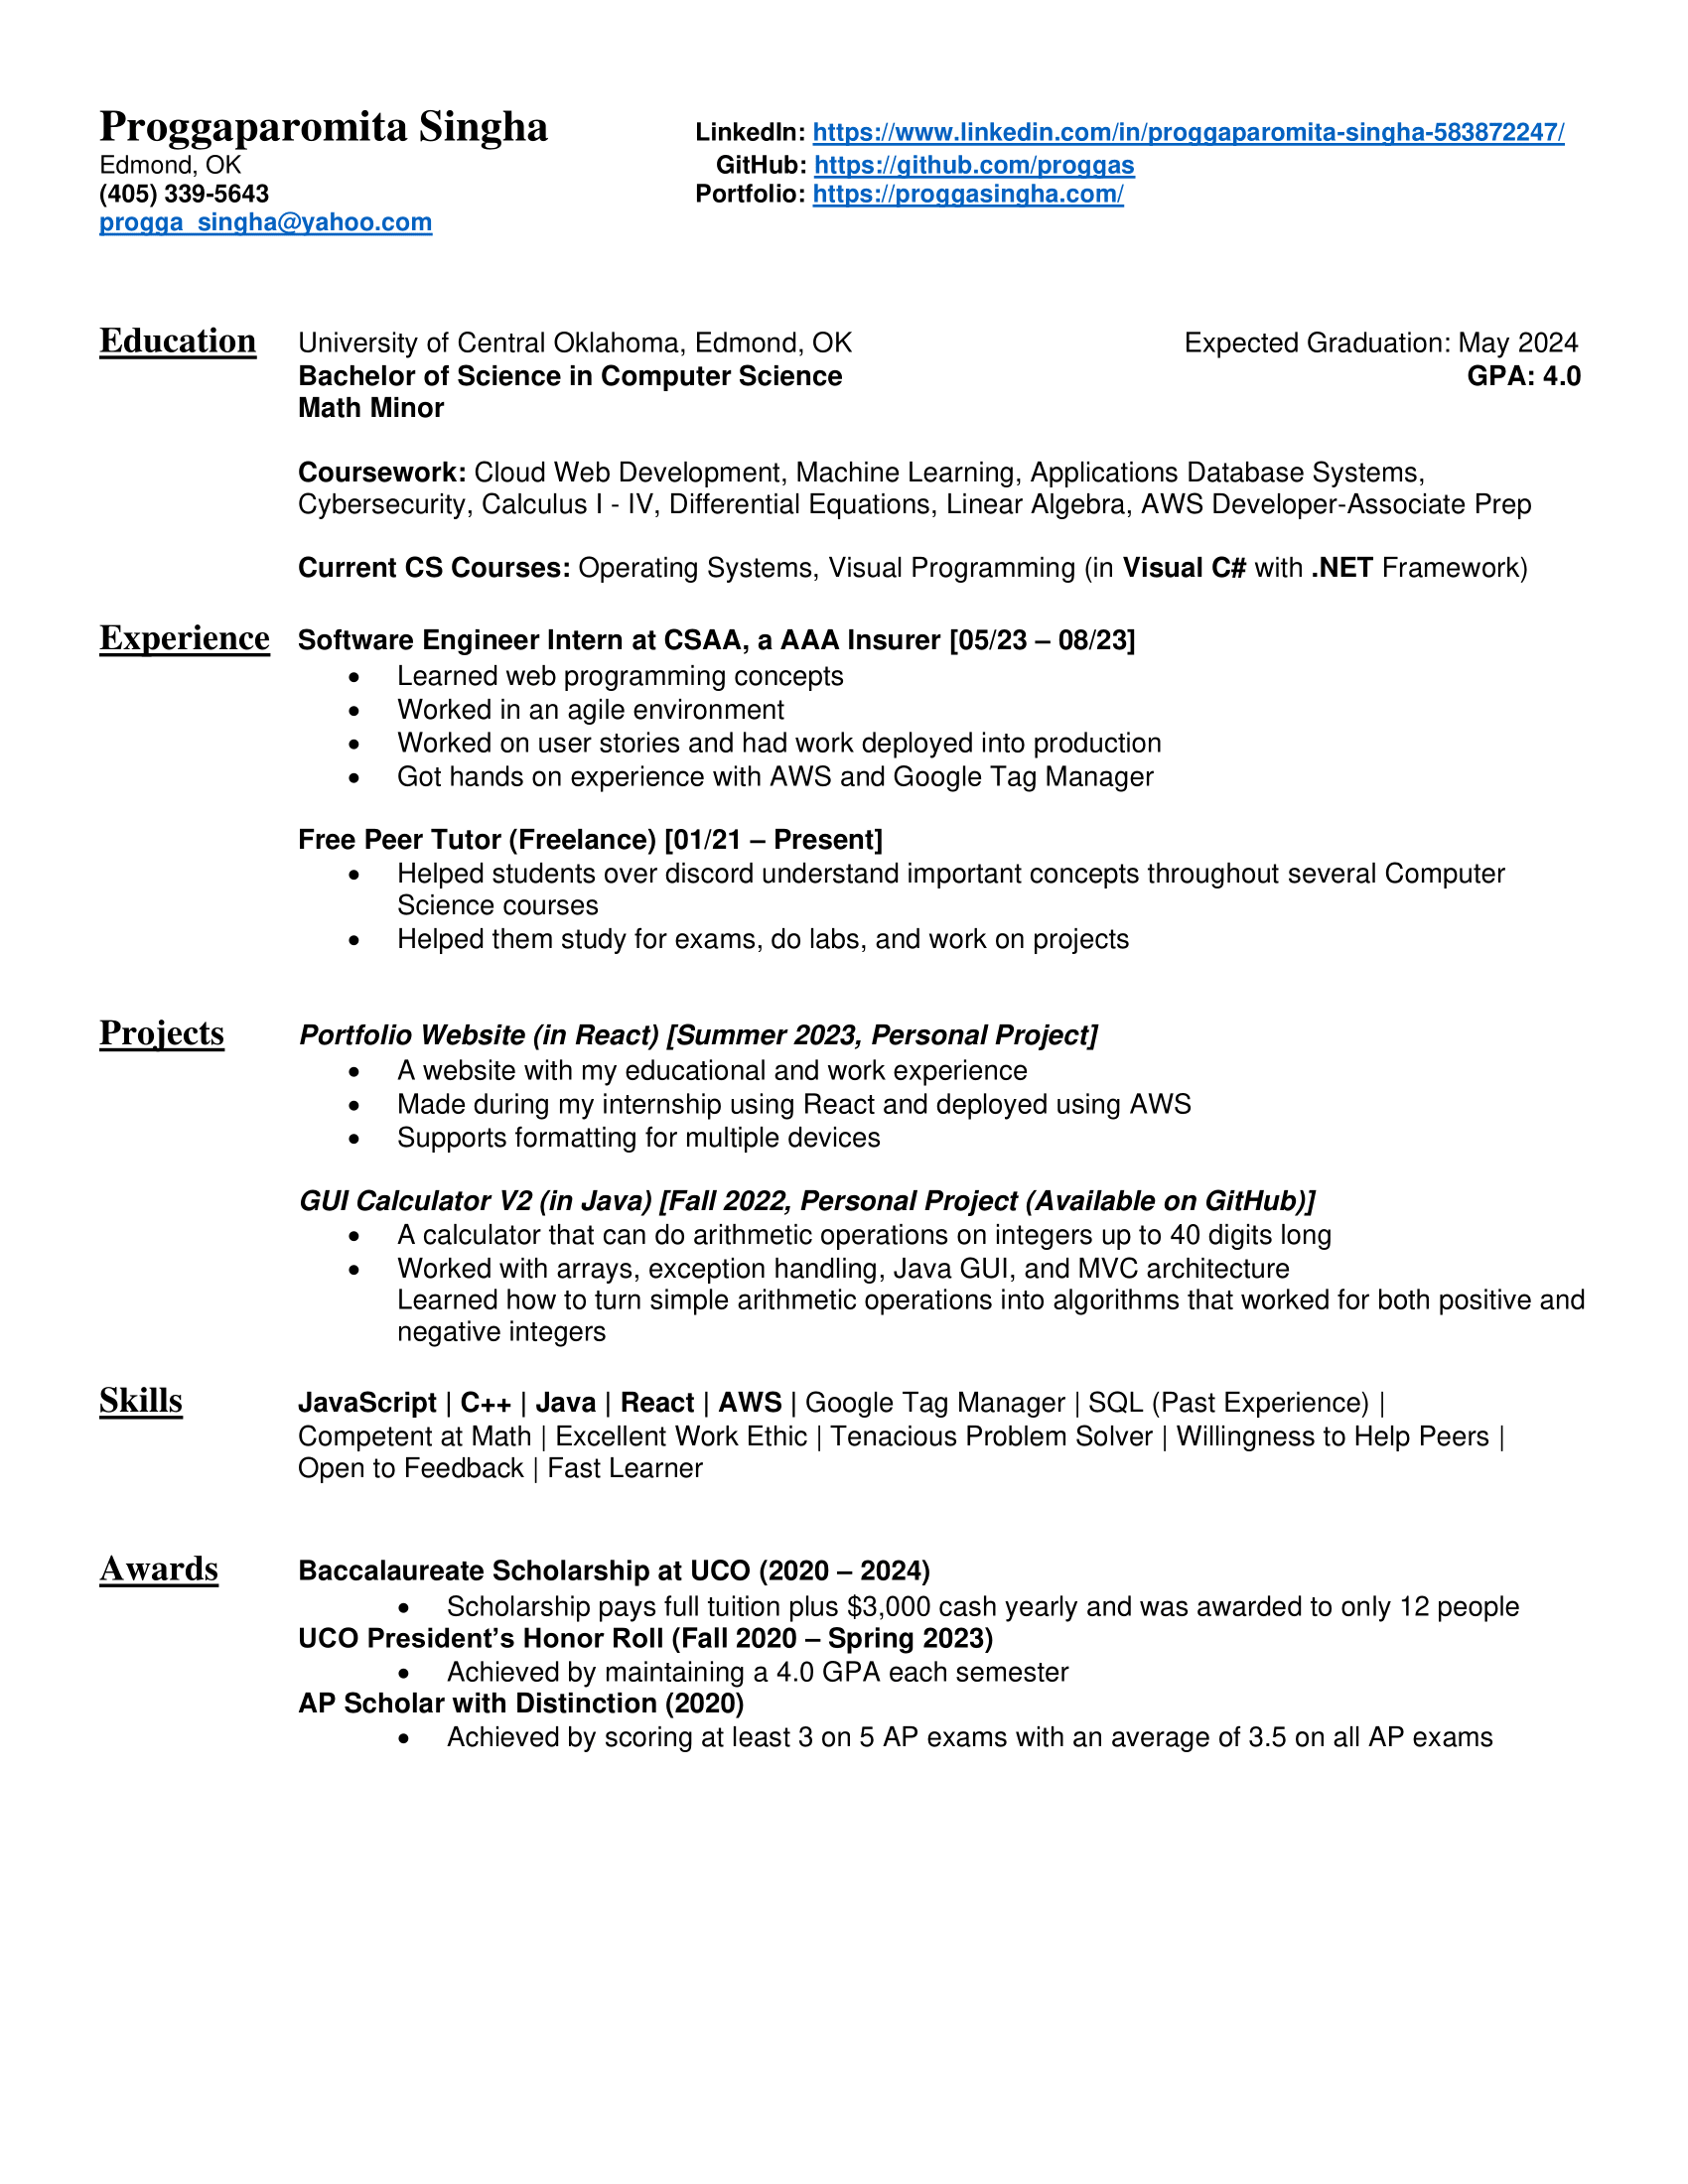 Proggaparomita Singha LinkedIn: https://www.linkedin.com/in/proggaparomita-singha-583872247/
Edmond, OK GitHub: https://github.com/proggas
(405) 339-5643 Portfolio: https://proggasingha.com/
progga_singha@yahoo.com
Education University of Central Oklahoma, Edmond, OK Expected Graduation: May 2024
Bachelor of Science in Computer Science GPA: 4.0
Math Minor
Coursework: Cloud Web Development, Machine Learning, Applications Database Systems,
Cybersecurity, Calculus I - IV, Differential Equations, Linear Algebra, AWS Developer-Associate Prep
Current CS Courses: Operating Systems, Visual Programming (in Visual C# with .NET Framework)
Experience Software Engineer Intern at CSAA, a AAA Insurer [05/23 – 08/23]
• Learned web programming concepts
• Worked in an agile environment
• Worked on user stories and had work deployed into production
• Got hands on experience with AWS and Google Tag Manager
Free Peer Tutor (Freelance) [01/21 – Present]
• Helped students over discord understand important concepts throughout several Computer
Science courses
• Helped them study for exams, do labs, and work on projects
Projects Portfolio Website (in React) [Summer 2023, Personal Project]
• A website with my educational and work experience
• Made during my internship using React and deployed using AWS
• Supports formatting for multiple devices
GUI Calculator V2 (in Java) [Fall 2022, Personal Project (Available on GitHub)]
• A calculator that can do arithmetic operations on integers up to 40 digits long
• Worked with arrays, exception handling, Java GUI, and MVC architecture
Learned how to turn simple arithmetic operations into algorithms that worked for both positive and
negative integers
Skills JavaScript | C++ | Java | React | AWS | Google Tag Manager | SQL (Past Experience) |
Competent at Math | Excellent Work Ethic | Tenacious Problem Solver | Willingness to Help Peers |
Open to Feedback | Fast Learner
Awards Baccalaureate Scholarship at UCO (2020 – 2024)
• Scholarship pays full tuition plus $3,000 cash yearly and was awarded to only 12 people
UCO President’s Honor Roll (Fall 2020 – Spring 2023)
• Achieved by maintaining a 4.0 GPA each semester
AP Scholar with Distinction (2020)
• Achieved by scoring at least 3 on 5 AP exams with an average of 3.5 on all AP exams